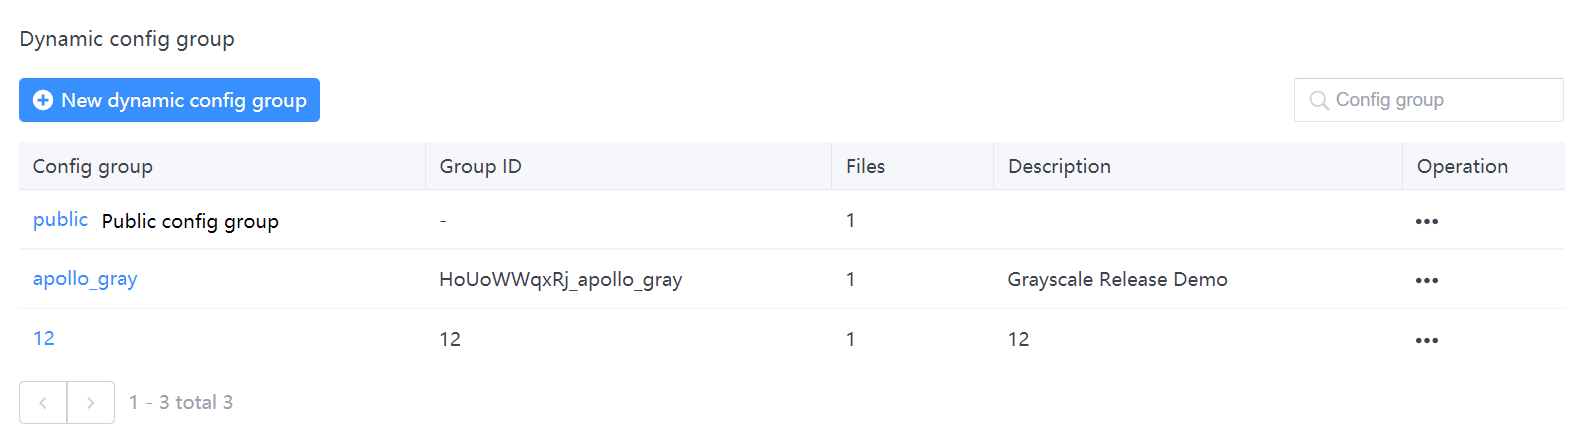 Dynamic config group
New dynamic config group
Config group
Config group Group ID Files Description Operation
public Public config group - 1
apollo_gray HoUoWWqxRj_apollo_gray 1 Grayscale Release Demo
12 12 1 12
1 - 3 total 3